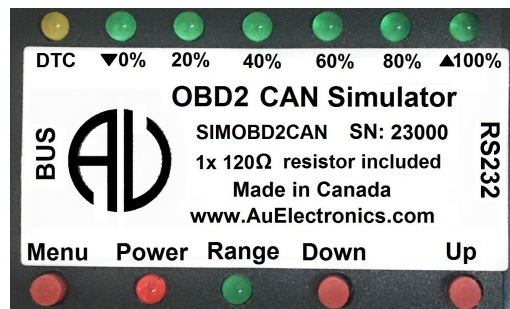 DTC ▼0% 20% 40% 60% 80% ▲100%
OBD2 CAN Simulator
BUS
AU
SIMOBD2CAN SN: 23000
1x 120Ω resistor included
Made in Canada
www.AuElectronics.com
RS232
Menu Power Range Down Up